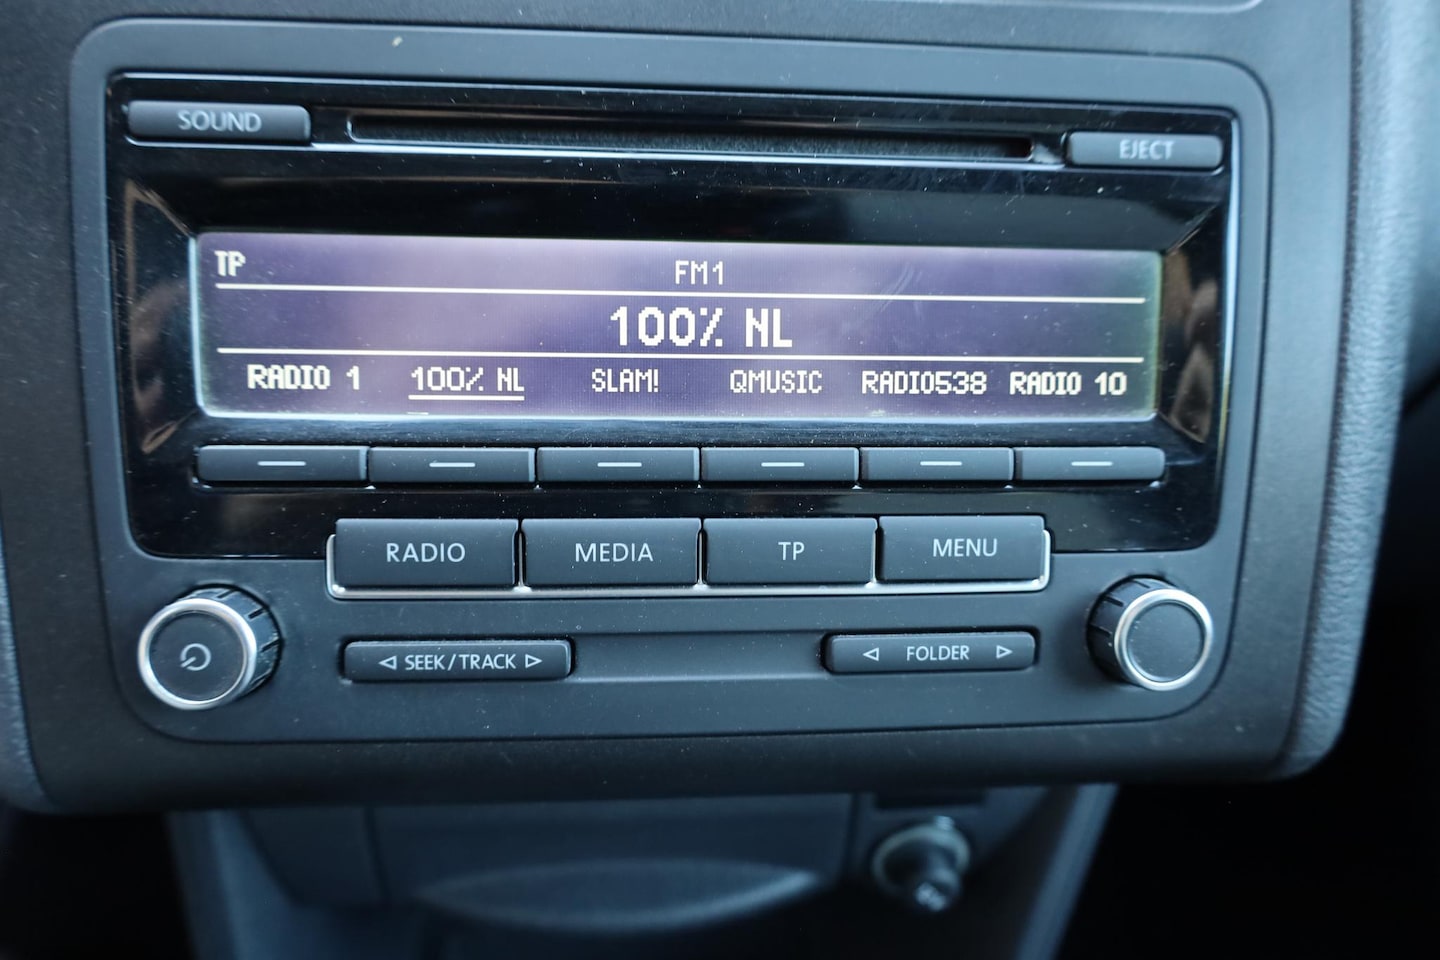 SOUND
EJECT
TP
FM1
100% NL
RADIO 1 100% NL SLAM! QMUSIC RADIO538 RADIO 10
RADIO MEDIA TP MENU
SEEK/TRACK FOLDER